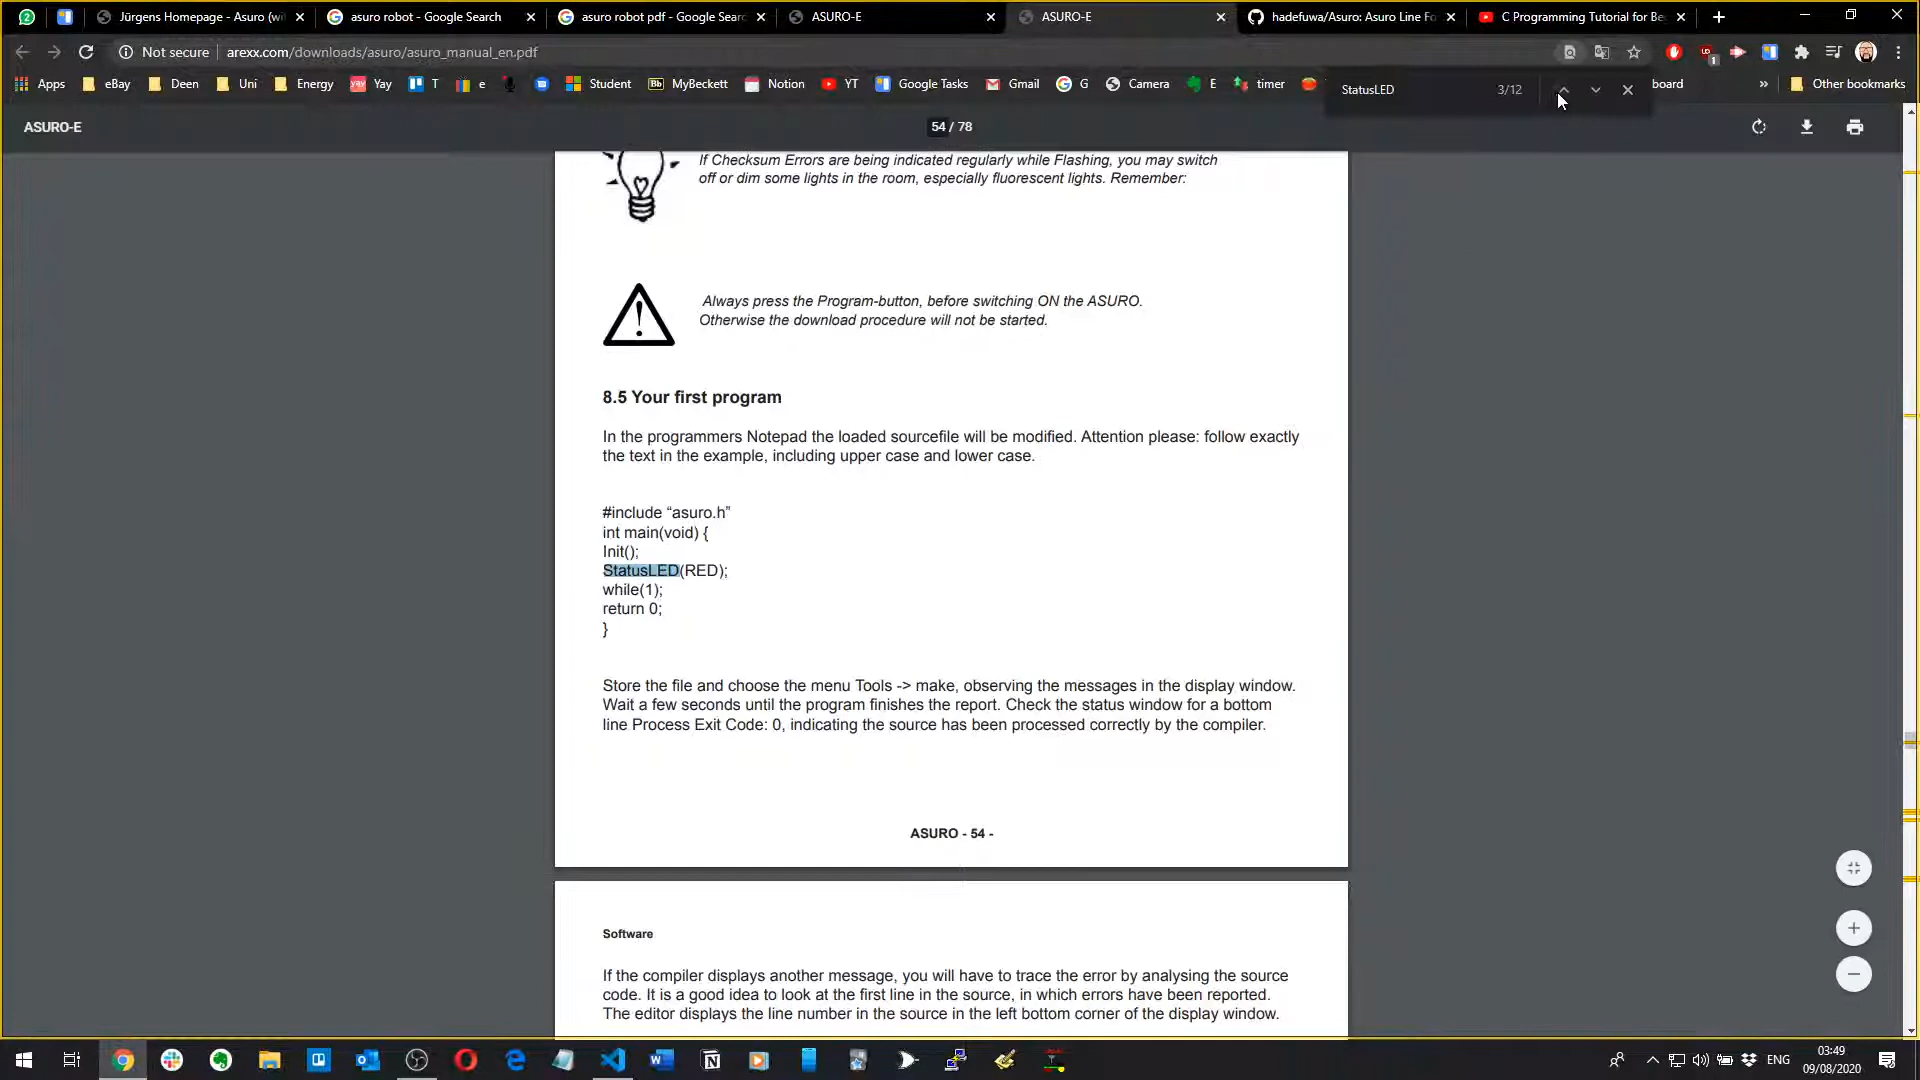 Jürgens Homepage - Asuro (wi
asuro robot - Google Search
asuro robot pdf - Google Searc
ASURO-E
ASURO-E
hadefuwa/Asuro: Asuro Line Fo
C Programming Tutorial for Be
Not secure
arexx.com/downloads/asuro/asuro_manual_en.pdf
Apps
eBay
Deen
Uni
Energy
Yay
T
e
Student
MyBeckett
Notion
YT
Google Tasks
Gmail
G
Camera
E
timer
board
»
Other bookmarks
StatusLED
3/12
ASURO-E
54 / 78
If Checksum Errors are being indicated regularly while Flashing, you may switch
off or dim some lights in the room, especially fluorescent lights. Remember:
Always press the Program-button, before switching ON the ASURO.
Otherwise the download procedure will not be started.
8.5 Your first program
In the programmers Notepad the loaded sourcefile will be modified. Attention please: follow exactly
the text in the example, including upper case and lower case.
#include “asuro.h”
int main(void) {
Init();
StatusLED(RED);
while(1);
return 0;
}
Store the file and choose the menu Tools -> make, observing the messages in the display window.
Wait a few seconds until the program finishes the report. Check the status window for a bottom
line Process Exit Code: 0, indicating the source has been processed correctly by the compiler.
ASURO - 54 -
Software
If the compiler displays another message, you will have to trace the error by analysing the source
code. It is a good idea to look at the first line in the source, in which errors have been reported.
The editor displays the line number in the source in the left bottom corner of the display window.
ENG
03:49
09/08/2020